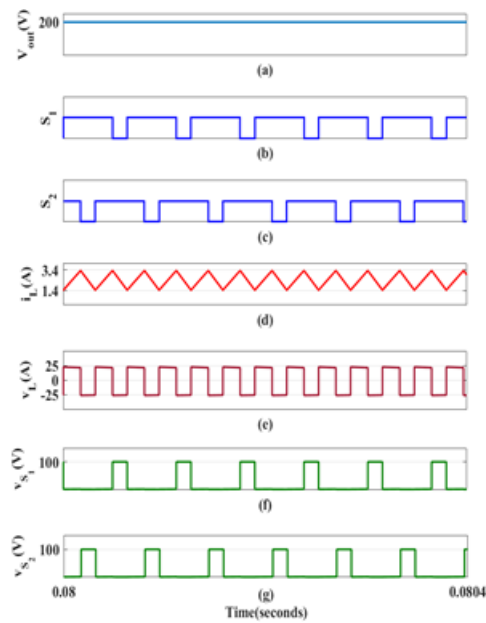 V_out(V)
200
(a)
S_1
(b)
S_2
(c)
i_L(A)
3.4
1.4
(d)
v_L(A)
25
0
-25
(e)
v_S_1(V)
100
(f)
v_S_2(V)
100
0.08
(g)
0.0804
Time(seconds)